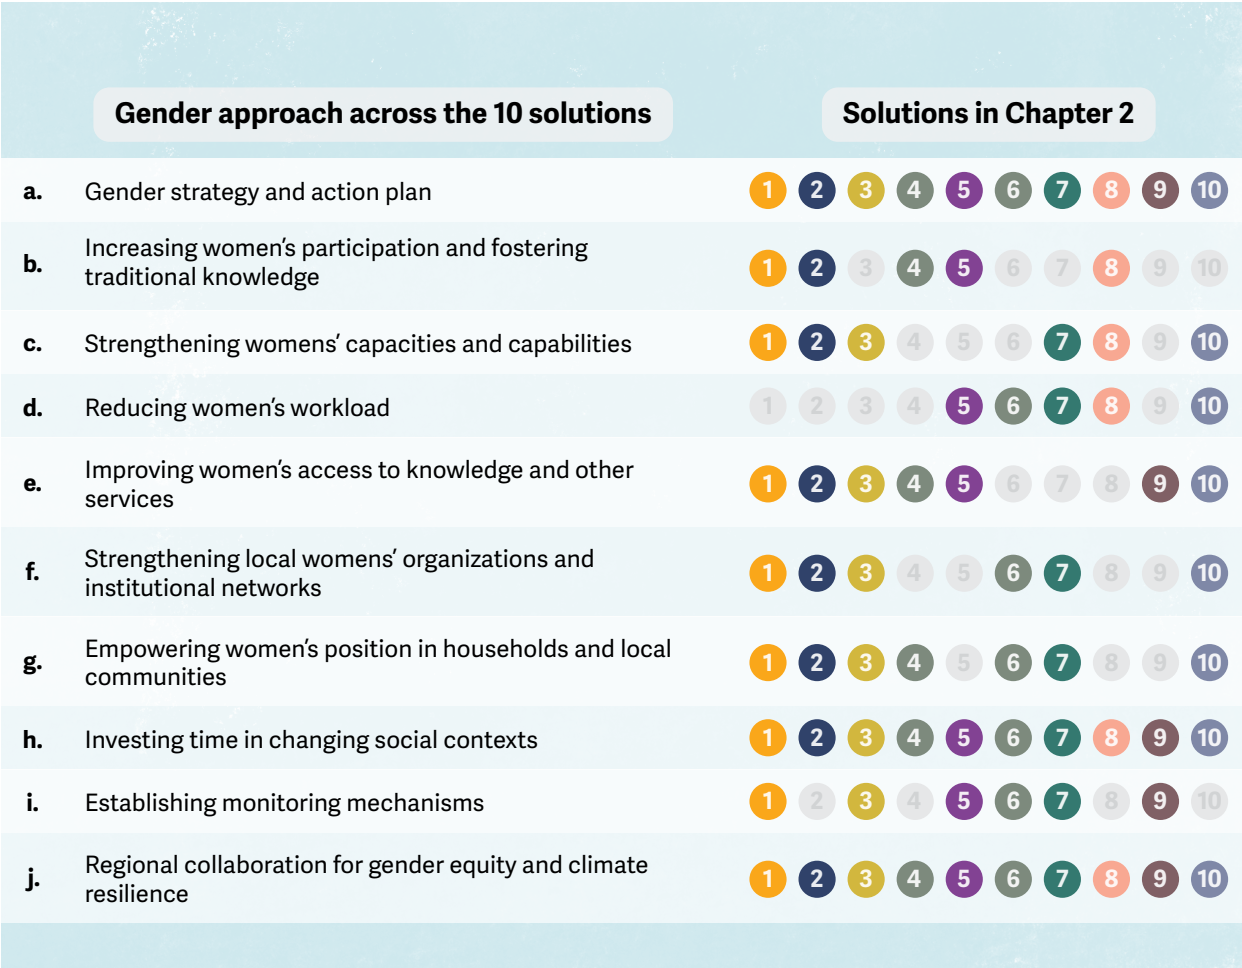 Gender approach across the 10 solutions
Solutions in Chapter 2
a. Gender strategy and action plan 1 2 3 4 5 6 7 8 9 10
b. Increasing women's participation and fostering
traditional knowledge 1 2 3 4 5 6 7 8 9 10
c. Strengthening womens' capacities and capabilities 1 2 3 4 5 6 7 8 9 10
d. Reducing women's workload 1 2 3 4 5 6 7 8 9 10
e. Improving women's access to knowledge and other
services 1 2 3 4 5 6 7 8 9 10
f. Strengthening local womens' organizations and
institutional networks 1 2 3 4 5 6 7 8 9 10
g. Empowering women's position in households and local
communities 1 2 3 4 5 6 7 8 9 10
h. Investing time in changing social contexts 1 2 3 4 5 6 7 8 9 10
i. Establishing monitoring mechanisms 1 2 3 4 5 6 7 8 9 10
j. Regional collaboration for gender equity and climate
resilience 1 2 3 4 5 6 7 8 9 10